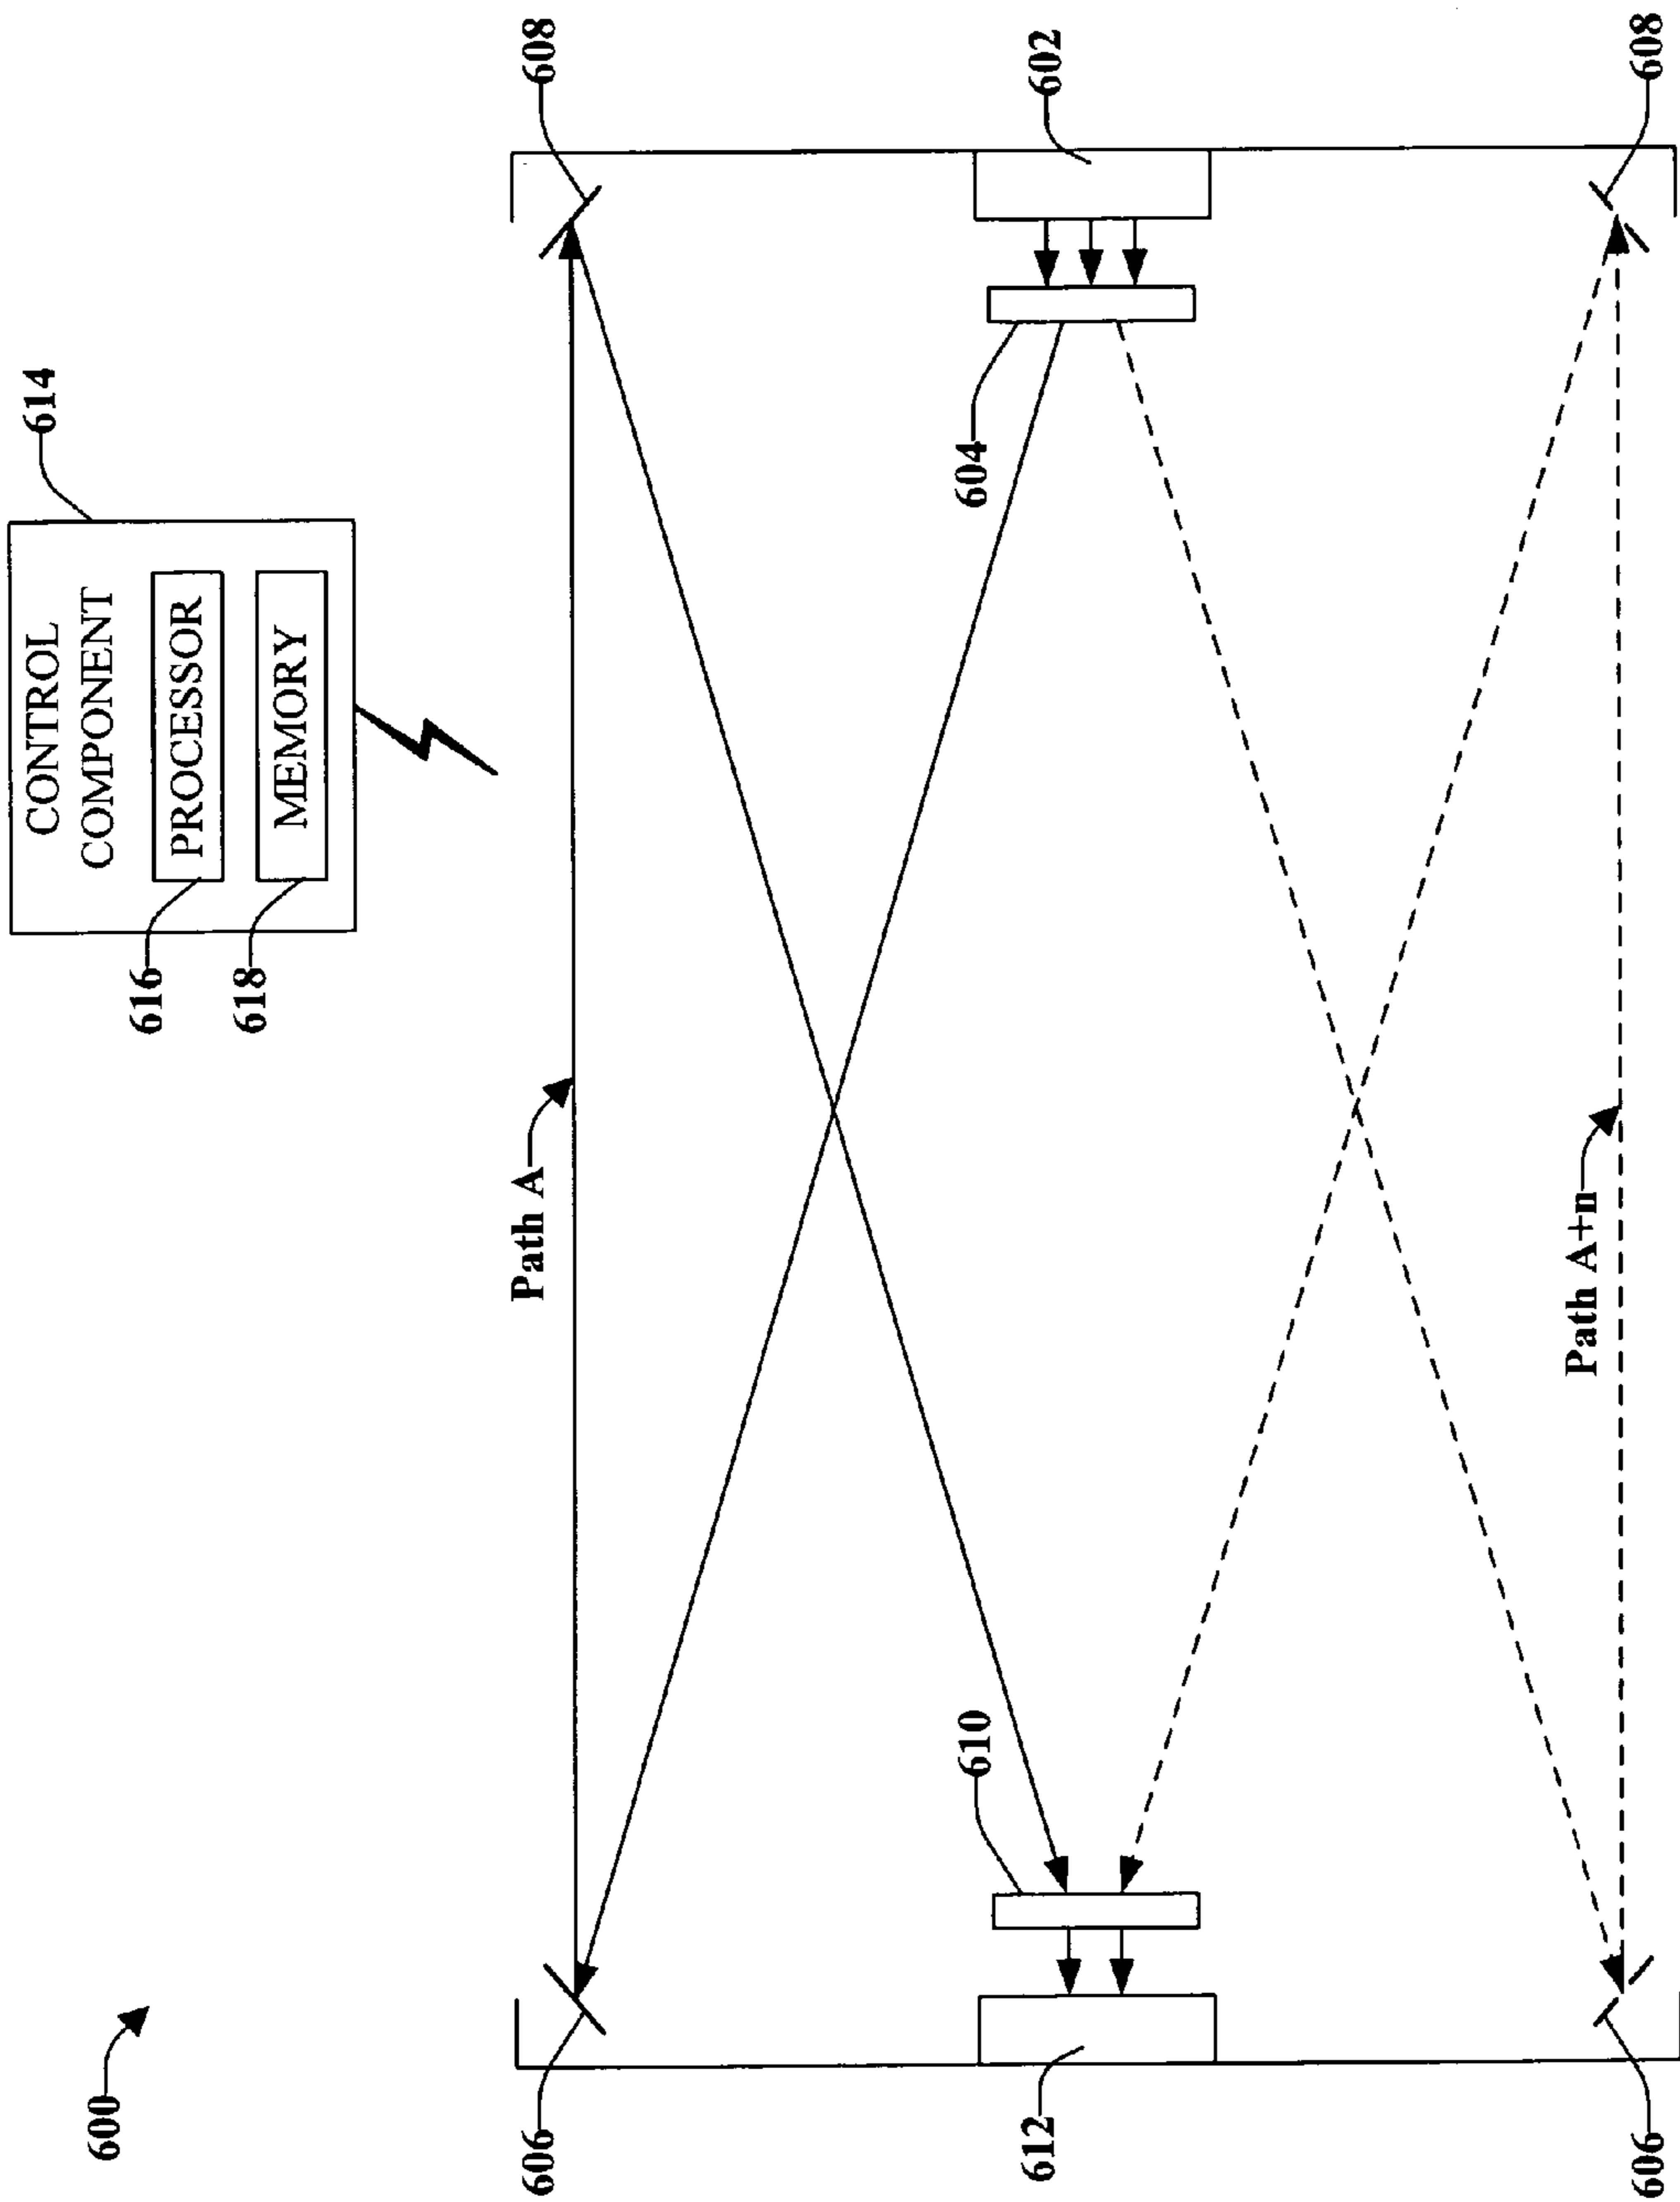 600
614
CONTROL
COMPONENT
616
PROCESSOR
618
MEMORY
606
Path A
608
610
604
612
602
Path A+n
606
608